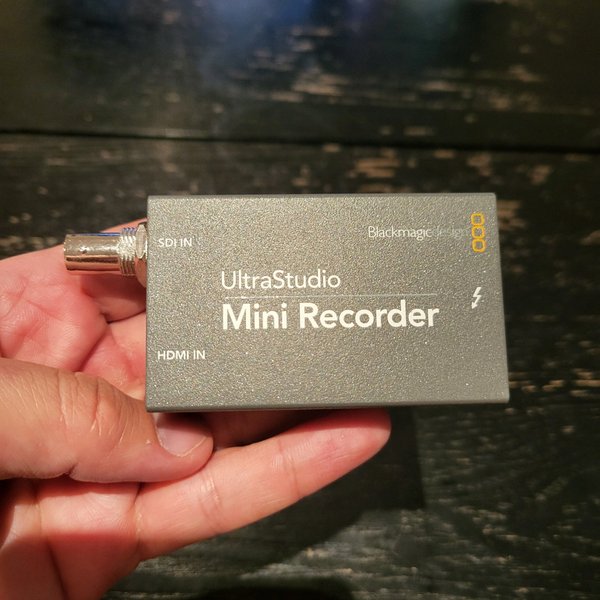 Blackmagicdesign
SDI IN
UltraStudio
Mini Recorder
HDMI IN